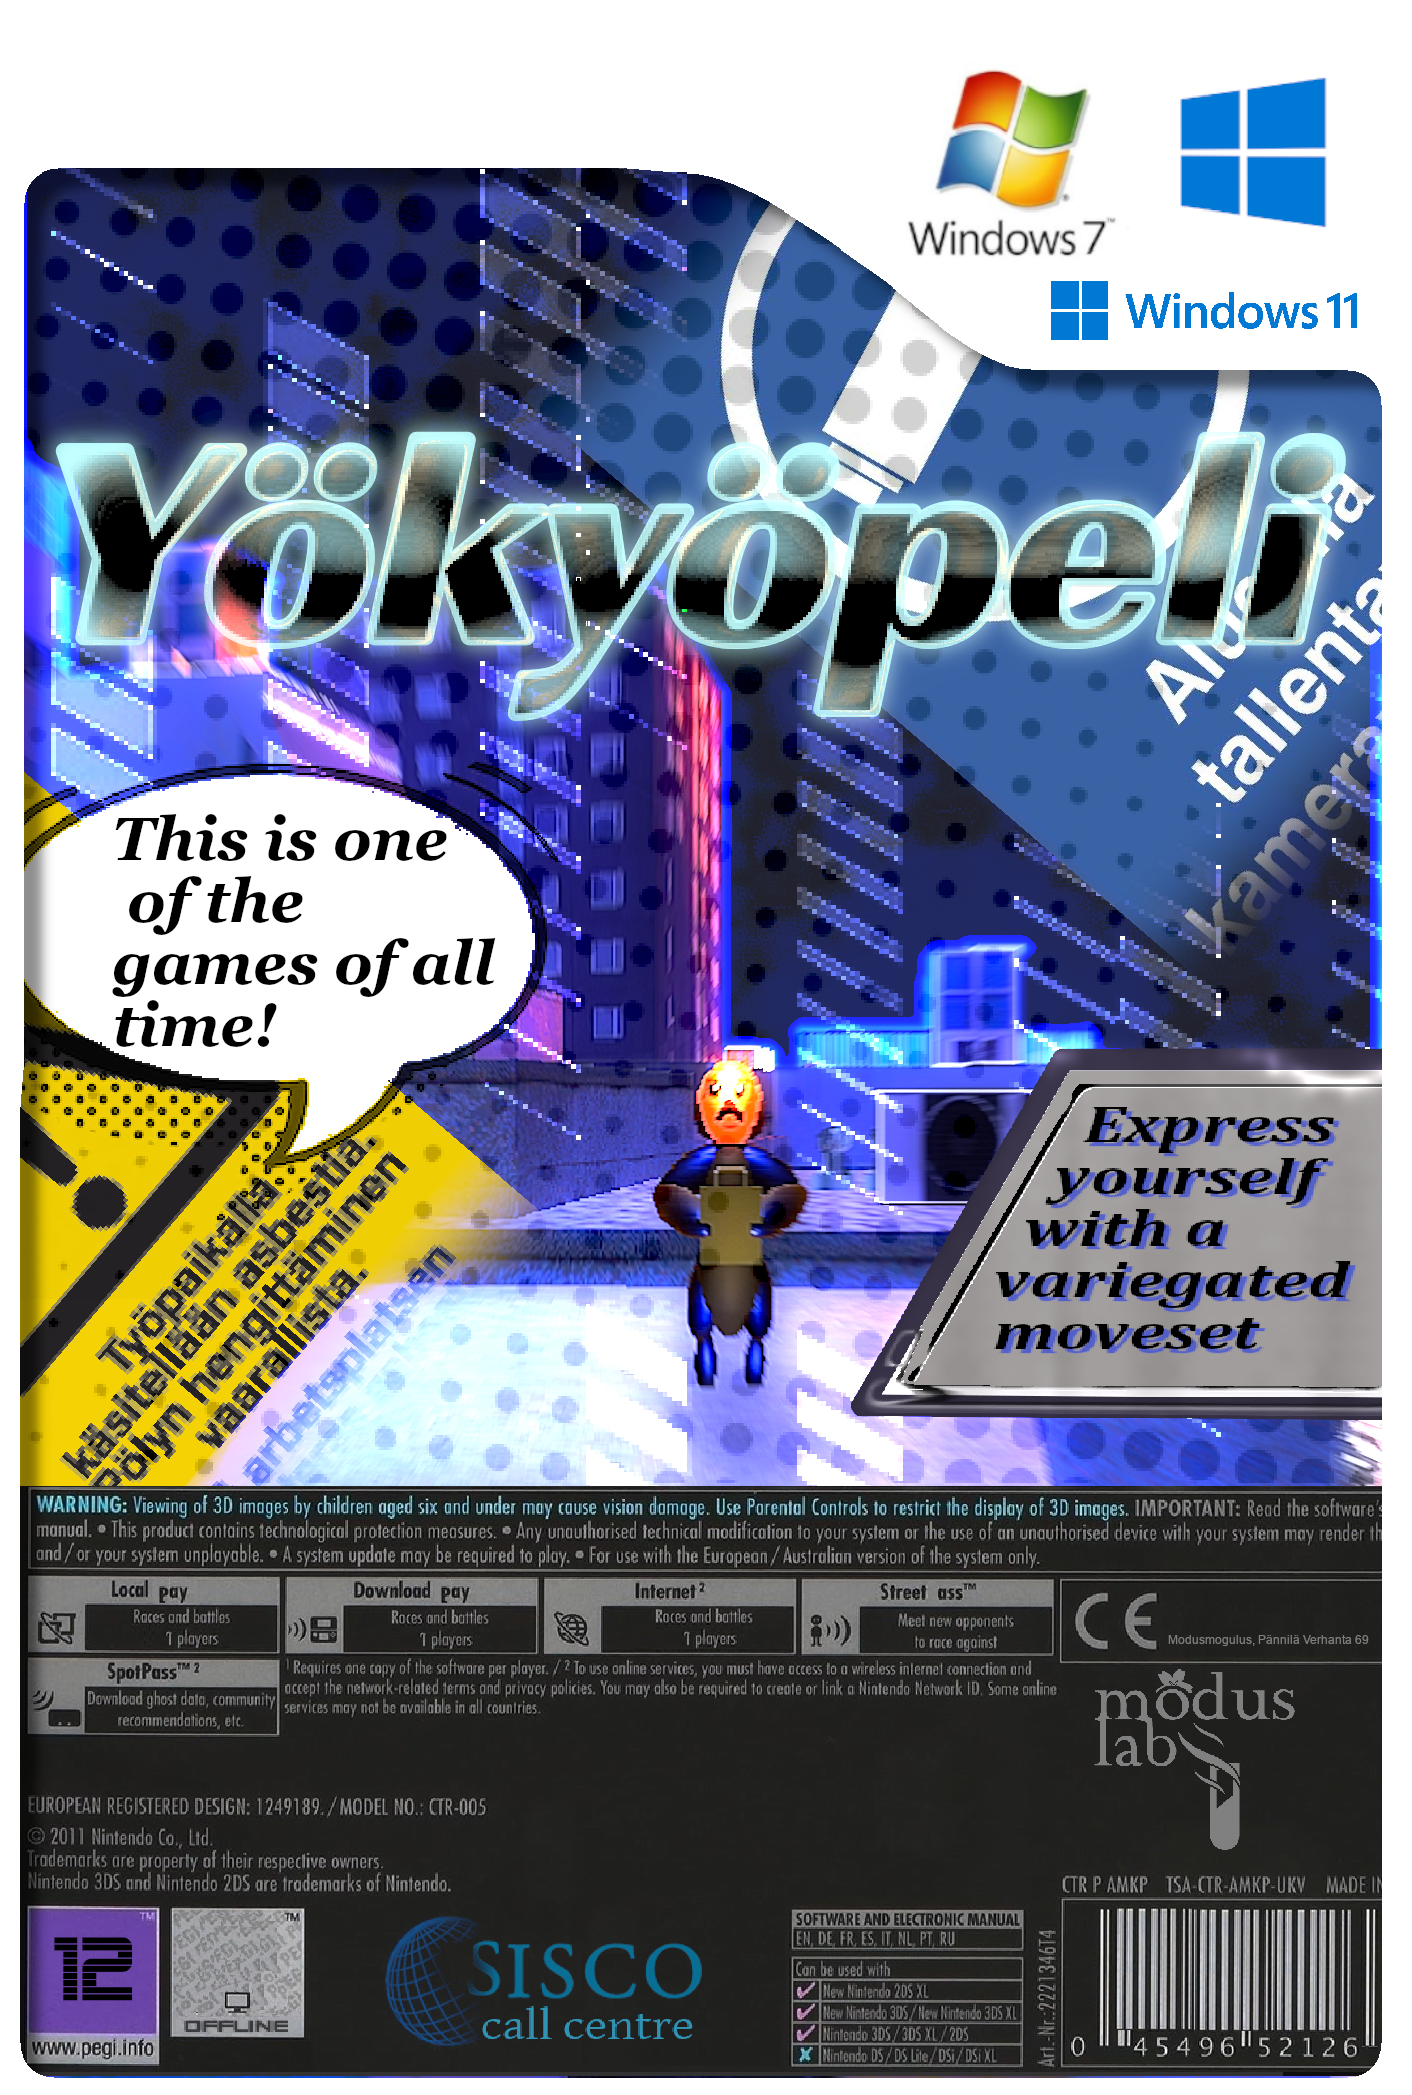 Windows 7™
Windows 11
Yökyöpeli
tallenta
kamera
This is one
of the
games of all
time!
Työpaikalla
käsitellään asbestia.
pölyn hengittäminen
vaarallista.
arbetsplatsen
Express
yourself
with a
variegated
moveset
WARNING: Viewing of 3D images by children aged six and under may cause vision damage. Use Parental Controls to restrict the display of 3D images. IMPORTANT: Read the software's
manual. • This product contains technological protection measures. • Any unauthorised technical modification to your system or the use of an unauthorised device with your system may render th
and/or your system unplayable. • A system update may be required to play. • For use with the European/Australian version of the system only.
Local pay
Races and battles
1 players
Download pay
Races and battles
1 players
Internet ²
Races and battles
1 players
Street ass™
Meet new opponents
to race against
CE
Modusmogulus, Pännilä Verhanta 69
SpotPass™ ²
Download ghost data, community
recommendations, etc.
¹ Requires one copy of the software per player. / ² To use online services, you must have access to a wireless internet connection and
accept the network-related terms and privacy policies. You may also be required to create or link a Nintendo Network ID. Some online
services may not be available in all countries.
modus
labs
EUROPEAN REGISTERED DESIGN: 1249189. / MODEL NO.: CTR-005
© 2011 Nintendo Co., Ltd.
Trademarks are property of their respective owners.
Nintendo 3DS and Nintendo 2DS are trademarks of Nintendo.
CTR P AMKP TSA-CTR-AMKP-UKV MADE IN
12
™
www.pegi.info
™
OFFLINE
SISCO
call centre
SOFTWARE AND ELECTRONIC MANUAL
EN, DE, FR, ES, IT, NL, PT, RU
Can be used with
New Nintendo 2DS XL
New Nintendo 3DS / New Nintendo 3DS XL
Nintendo 3DS / 3DS XL / 2DS
Nintendo DS / DS Lite / DSi / DSi XL
Art.-Nr.: 2221346T4
0 45496 52126